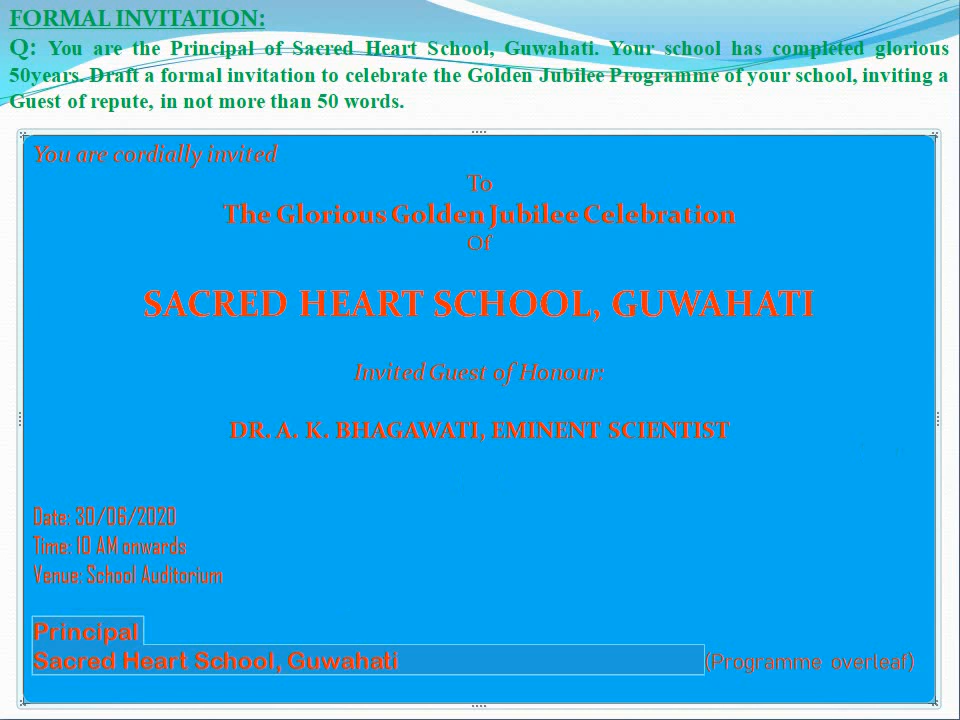 FORMAL INVITATION:
Q: You are the Principal of Sacred Heart School, Guwahati. Your school has completed glorious
50years. Draft a formal invitation to celebrate the Golden Jubilee Programme of your school, inviting a
Guest of repute, in not more than 50 words.
You are cordially invited
To
The Glorious Golden Jubilee Celebration
Of
SACRED HEART SCHOOL, GUWAHATI
Invited Guest of Honour:
DR. A. K. BHAGAWATI, EMINENT SCIENTIST
Date: 30/06/2020
Time: 10 AM onwards
Venue: School Auditorium
Principal
Sacred Heart School, Guwahati (Programme overleaf)